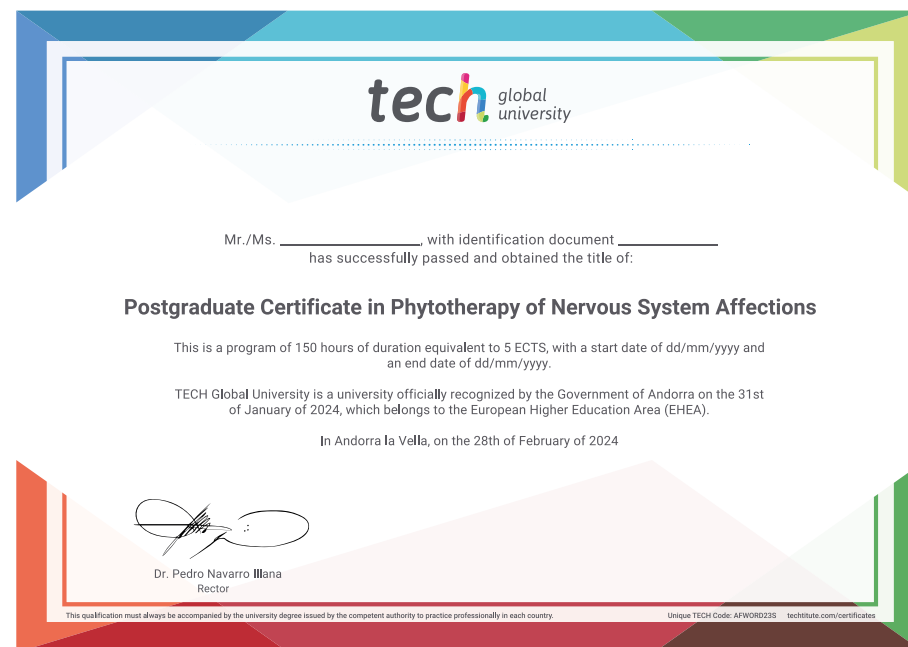 tech global university
Mr./Ms. ____________, with identification document ____________
has successfully passed and obtained the title of:
Postgraduate Certificate in Phytotherapy of Nervous System Affections
This is a program of 150 hours of duration equivalent to 5 ECTS, with a start date of dd/mm/yyyy and
an end date of dd/mm/yyyy.
TECH Global University is a university officially recognized by the Government of Andorra on the 31st
of January of 2024, which belongs to the European Higher Education Area (EHEA).
In Andorra la Vella, on the 28th of February of 2024
Dr. Pedro Navarro Illana
Rector
This qualification must always be accompanied by the university degree issued by the competent authority to practice professionally in each country.
Unique TECH Code: AFWORD23S techtitute.com/certificates